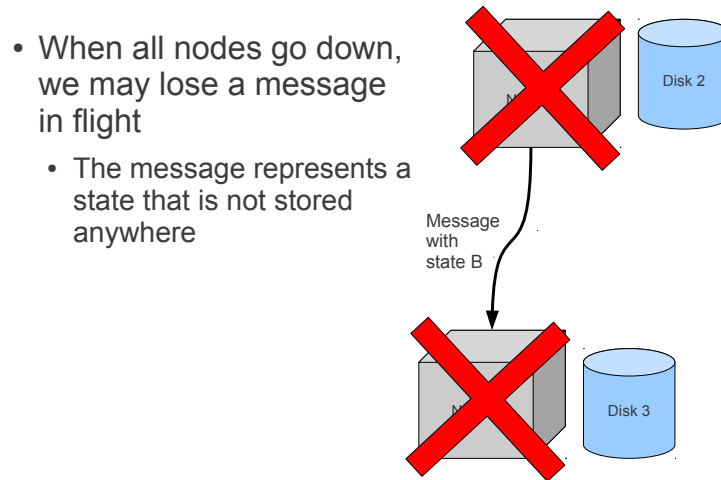 • When all nodes go down,
we may lose a message
in flight
• The message represents a
state that is not stored
anywhere
Disk 2
Message
with
state B
Disk 3